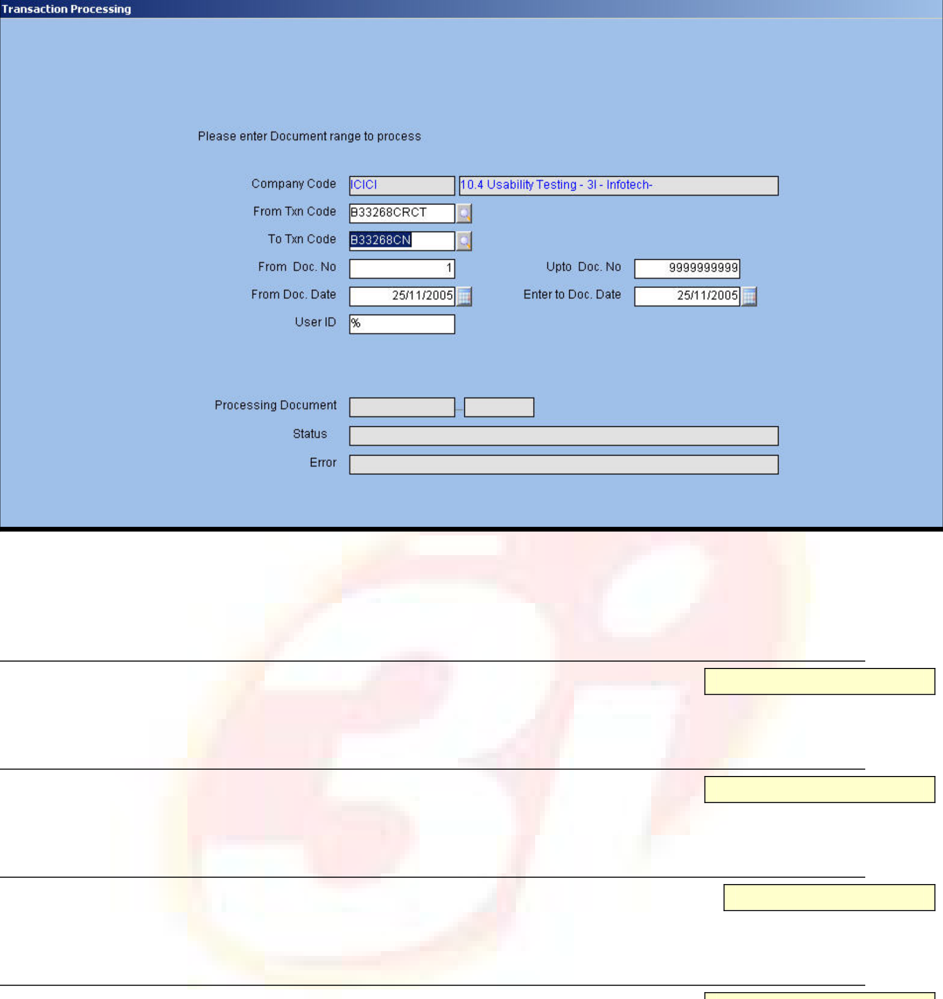 Transaction Processing
Please enter Document range to process
Company Code ICICI 10.4 Usability Testing - 3I - Infotech-
From Txn Code B33268CRCT
To Txn Code B33268CN
From Doc. No 1 Upto Doc. No 9999999999
From Doc. Date 25/11/2005 Enter to Doc. Date 25/11/2005
User ID %
Processing Document _
Status
Error
3i